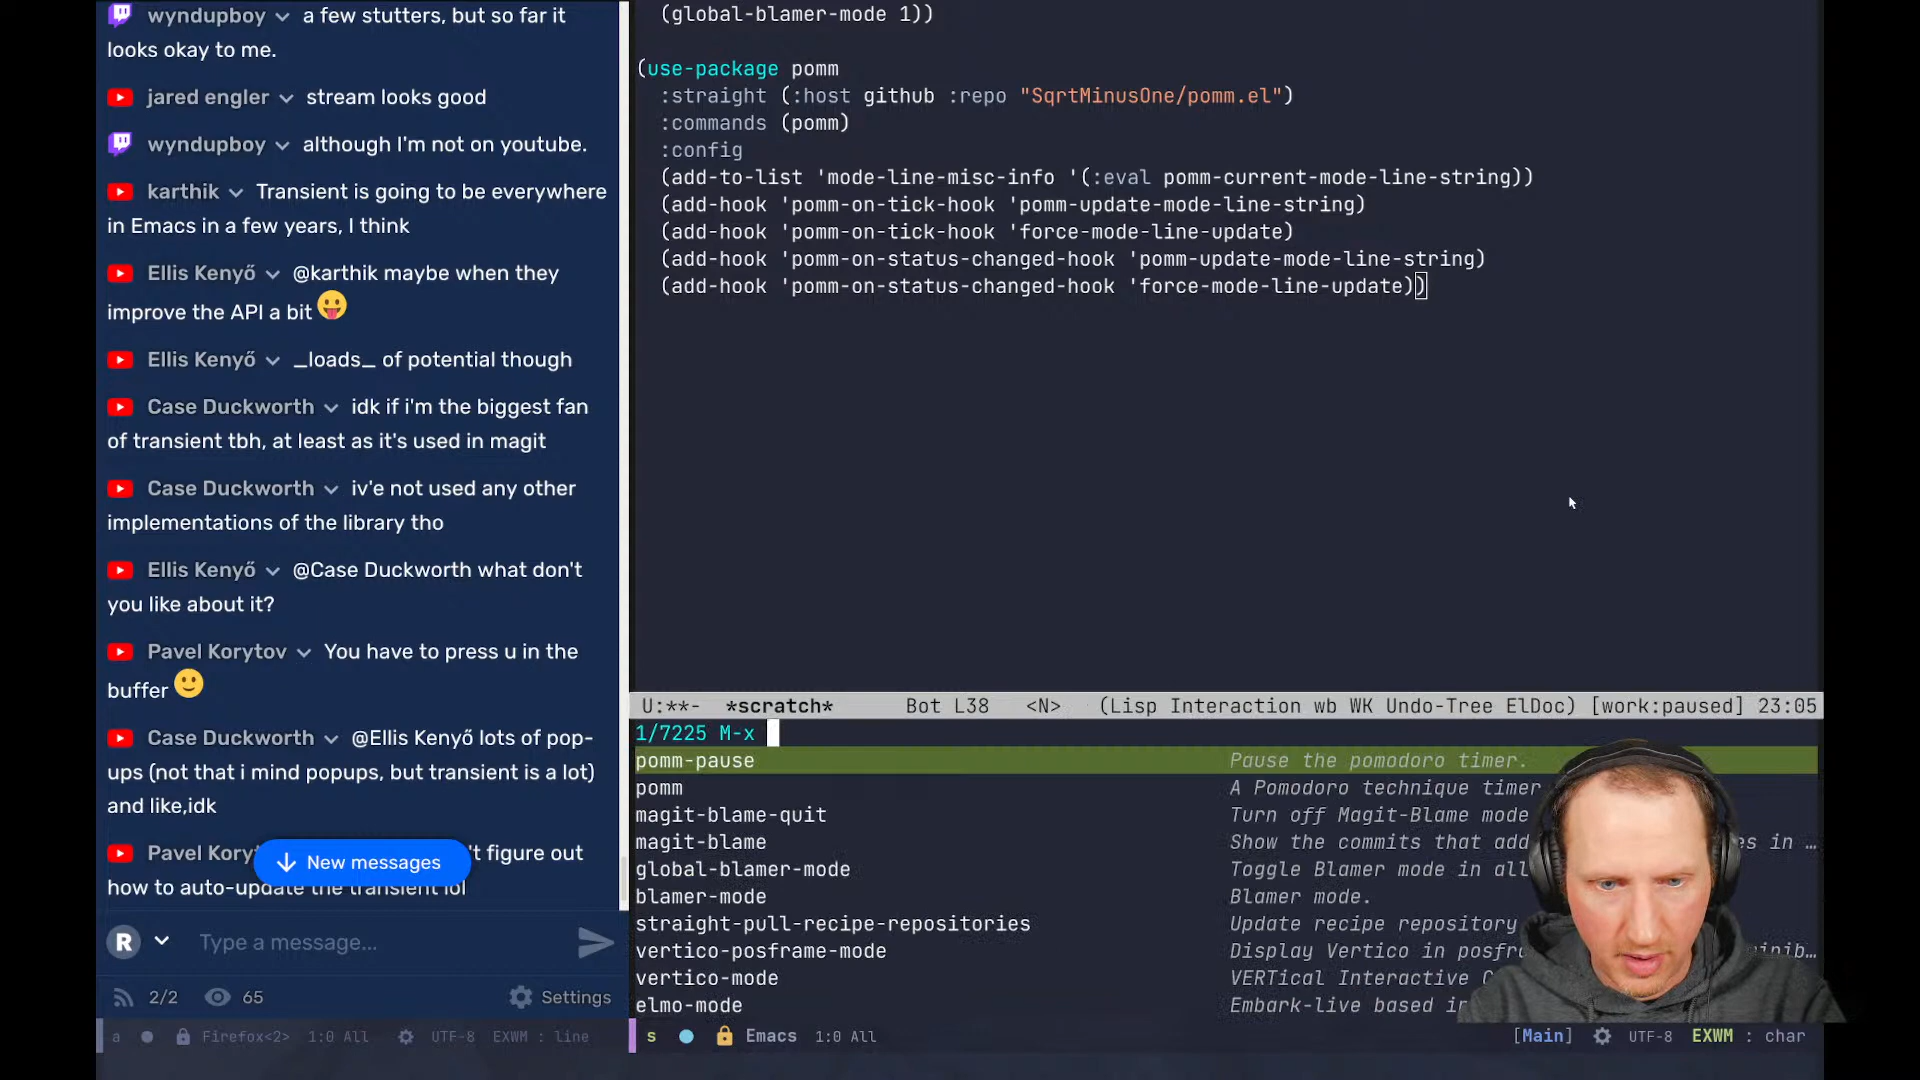 wyndupboy a few stutters, but so far it
looks okay to me.
jared engler stream looks good
wyndupboy although I'm not on youtube.
karthik Transient is going to be everywhere
in Emacs in a few years, I think
Ellis Kenyő @karthik maybe when they
improve the API a bit 😛
Ellis Kenyő _loads_ of potential though
Case Duckworth idk if i'm the biggest fan
of transient tbh, at least as it's used in magit
Case Duckworth iv'e not used any other
implementations of the library tho
Ellis Kenyő @Case Duckworth what don't
you like about it?
Pavel Korytov You have to press u in the
buffer 🙂
Case Duckworth @Ellis Kenyő lots of pop-
ups (not that i mind popups, but transient is a lot)
and like,idk
Pavel Kory 't figure out
New messages
how to auto-update the transient lol
R Type a message...
2/2 65 Settings
a Firefox<2> 1:0 All UTF-8 EXWM : line
(global-blamer-mode 1))
(use-package pomm
:straight (:host github :repo "SqrtMinusOne/pomm.el")
:commands (pomm)
:config
(add-to-list 'mode-line-misc-info '(:eval pomm-current-mode-line-string))
(add-hook 'pomm-on-tick-hook 'pomm-update-mode-line-string)
(add-hook 'pomm-on-tick-hook 'force-mode-line-update)
(add-hook 'pomm-on-status-changed-hook 'pomm-update-mode-line-string)
(add-hook 'pomm-on-status-changed-hook 'force-mode-line-update))
U:**- *scratch* Bot L38 <N> (Lisp Interaction wb WK Undo-Tree ElDoc) [work:paused] 23:05
1/7225 M-x
pomm-pause Pause the pomodoro timer.
pomm A Pomodoro technique timer
magit-blame-quit Turn off Magit-Blame mode
magit-blame Show the commits that add es in …
global-blamer-mode Toggle Blamer mode in all
blamer-mode Blamer mode.
straight-pull-recipe-repositories Update recipe repository
vertico-posframe-mode Display Vertico in posfr inib…
vertico-mode VERTical Interactive C
elmo-mode Embark-live based i
s Emacs 1:0 All [Main] UTF-8 EXWM : char